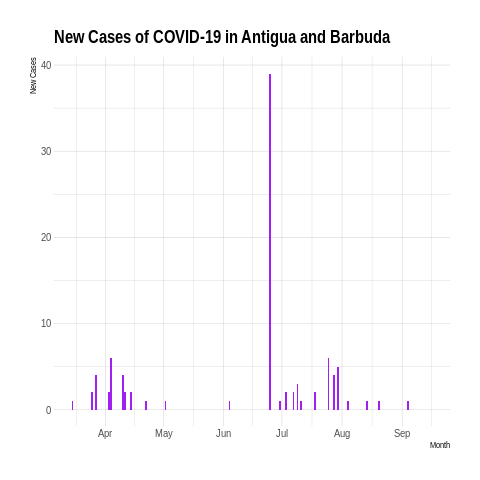 New Cases of COVID-19 in Antigua and Barbuda
New Cases
40
30
20
10
0
Apr May Jun Jul Aug Sep
Month